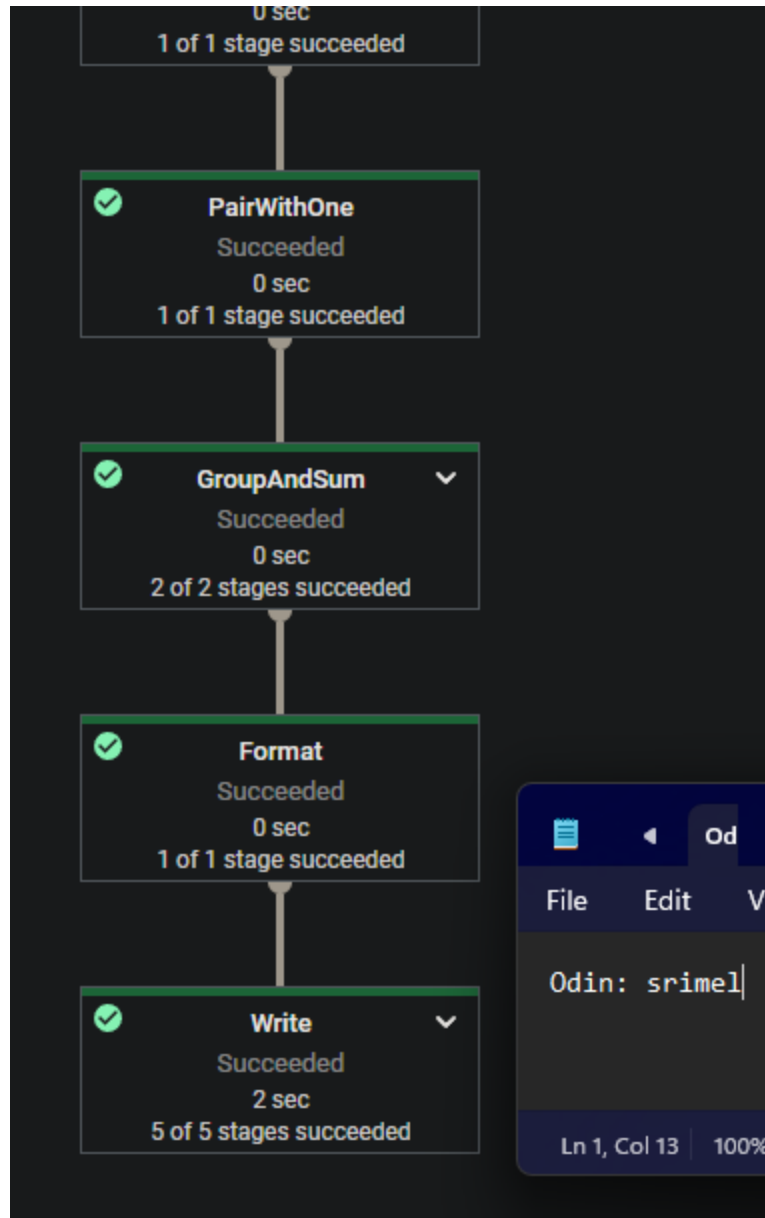 0 sec
1 of 1 stage succeeded
PairWithOne
Succeeded
0 sec
1 of 1 stage succeeded
GroupAndSum
Succeeded
0 sec
2 of 2 stages succeeded
Format
Succeeded
0 sec
1 of 1 stage succeeded
Write
Succeeded
2 sec
5 of 5 stages succeeded
Od
File Edit V
Odin: srimel
Ln 1, Col 13 100%